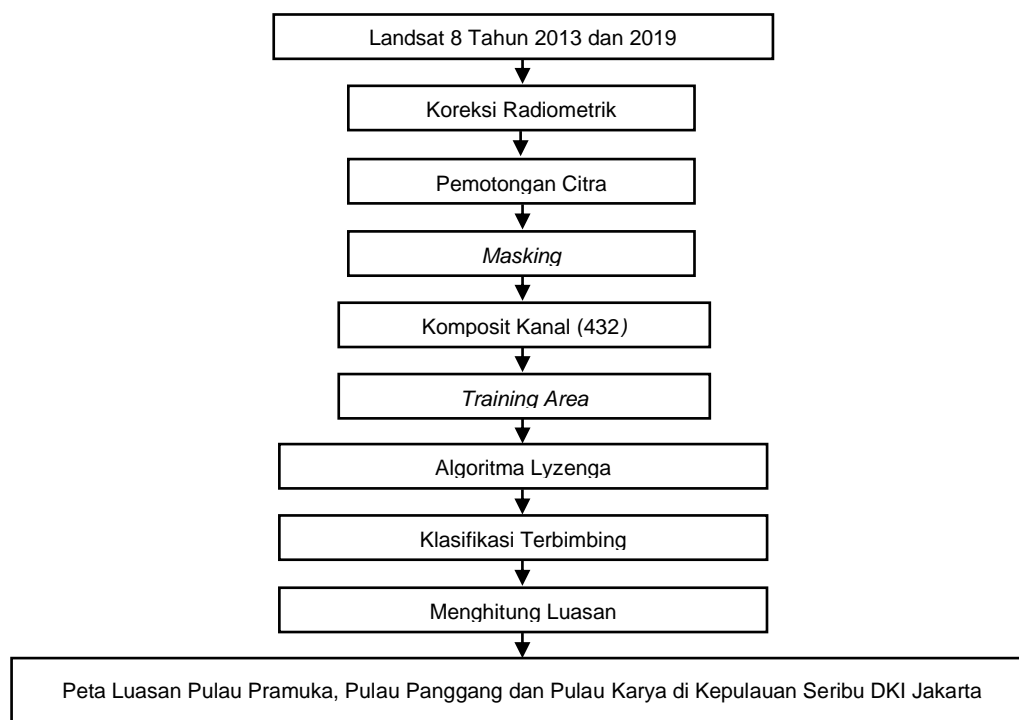 Landsat 8 Tahun 2013 dan 2019
Koreksi Radiometrik
Pemotongan Citra
Masking
Komposit Kanal (432)
Training Area
Algoritma Lyzenga
Klasifikasi Terbimbing
Menghitung Luasan
Peta Luasan Pulau Pramuka, Pulau Panggang dan Pulau Karya di Kepulauan Seribu DKI Jakarta